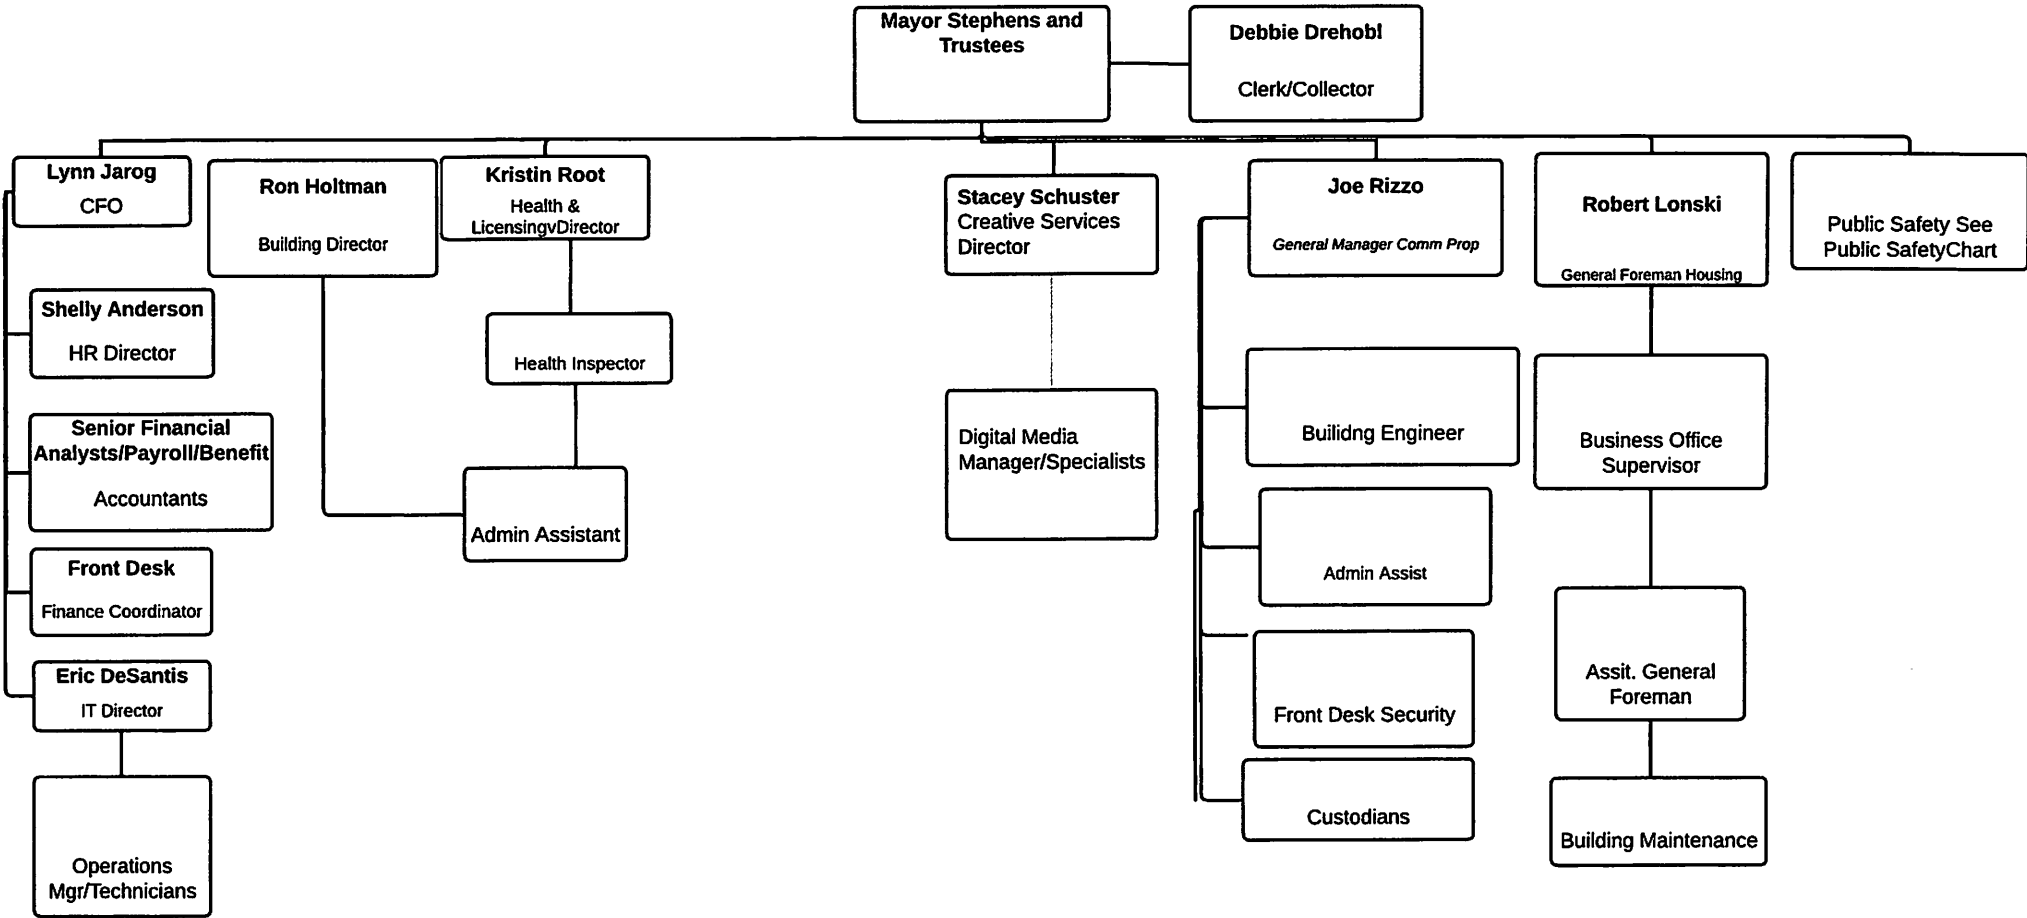 Mayor Stephens and
Trustees
Debbie Drehobl
Clerk/Collector
Lynn Jarog
CFO
Ron Holtman
Building Director
Kristin Root
Health &
LicensingvDirector
Stacey Schuster
Creative Services
Director
Joe Rizzo
General Manager Comm Prop
Robert Lonski
General Foreman Housing
Public Safety See
Public SafetyChart
Shelly Anderson
HR Director
Health Inspector
Senior Financial
Analysts/Payroll/Benefit
Accountants
Admin Assistant
Digital Media
Manager/Specialists
Builidng Engineer
Business Office
Supervisor
Front Desk
Finance Coordinator
Admin Assist
Eric DeSantis
IT Director
Front Desk Security
Assit. General
Foreman
Operations
Mgr/Technicians
Custodians
Building Maintenance